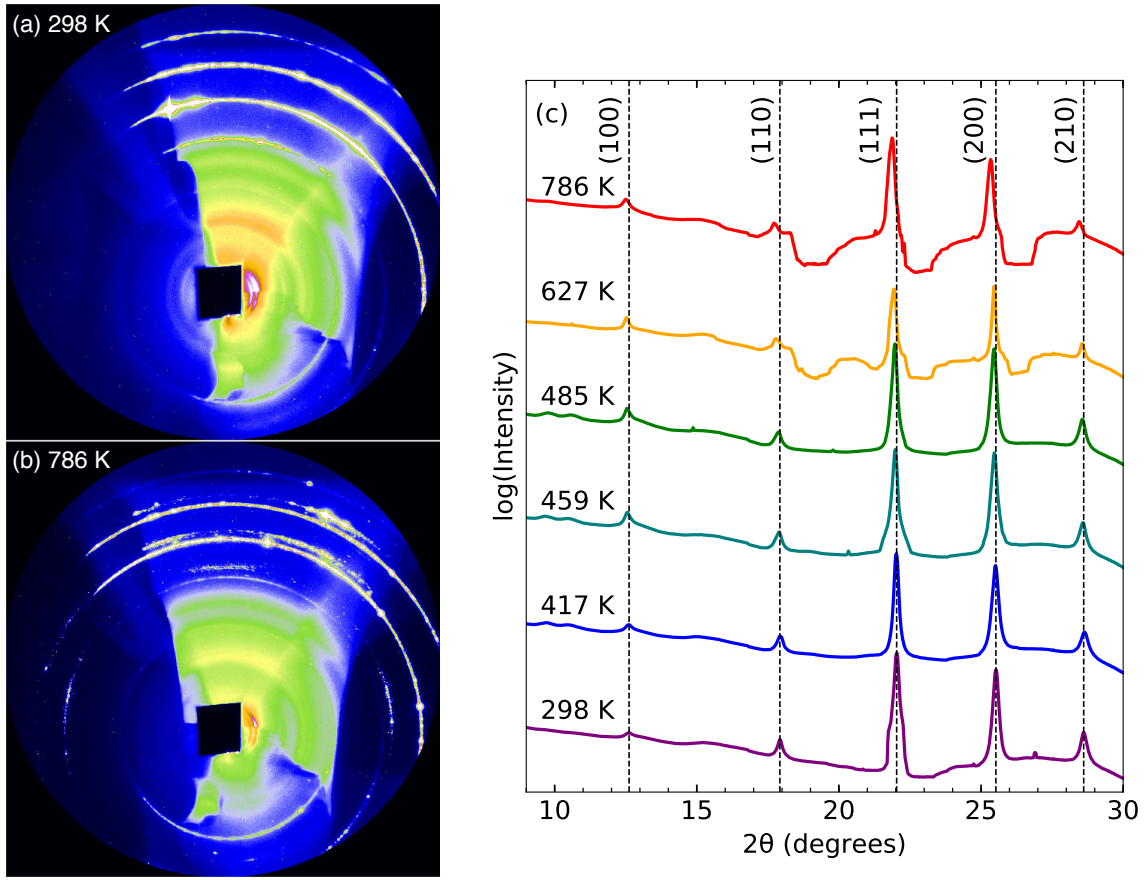 (a) 298 K
(b) 786 K
(c)
(100)
(110)
(111)
(200)
(210)
786 K
627 K
485 K
459 K
417 K
298 K
log(Intensity)
10 15 20 25 30
2θ (degrees)